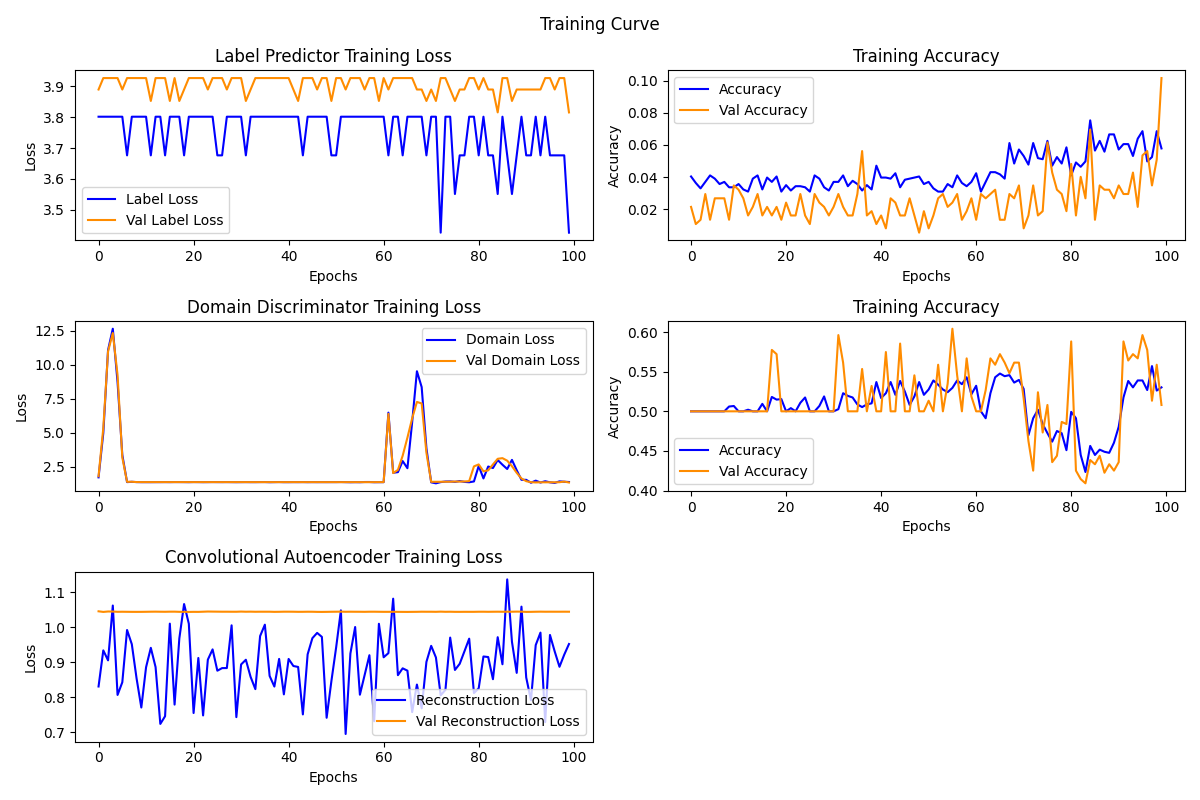 Training Curve
Label Predictor Training Loss
Loss
3.9
3.8
3.7
3.6
3.5
Label Loss
Val Label Loss
0 20 40 60 80 100
Epochs
Training Accuracy
Accuracy
0.10
0.08
0.06
0.04
0.02
Accuracy
Val Accuracy
0 20 40 60 80 100
Epochs
Domain Discriminator Training Loss
Loss
12.5
10.0
7.5
5.0
2.5
Domain Loss
Val Domain Loss
0 20 40 60 80 100
Epochs
Training Accuracy
Accuracy
0.60
0.55
0.50
0.45
0.40
Accuracy
Val Accuracy
0 20 40 60 80 100
Epochs
Convolutional Autoencoder Training Loss
Loss
1.1
1.0
0.9
0.8
0.7
Reconstruction Loss
Val Reconstruction Loss
0 20 40 60 80 100
Epochs